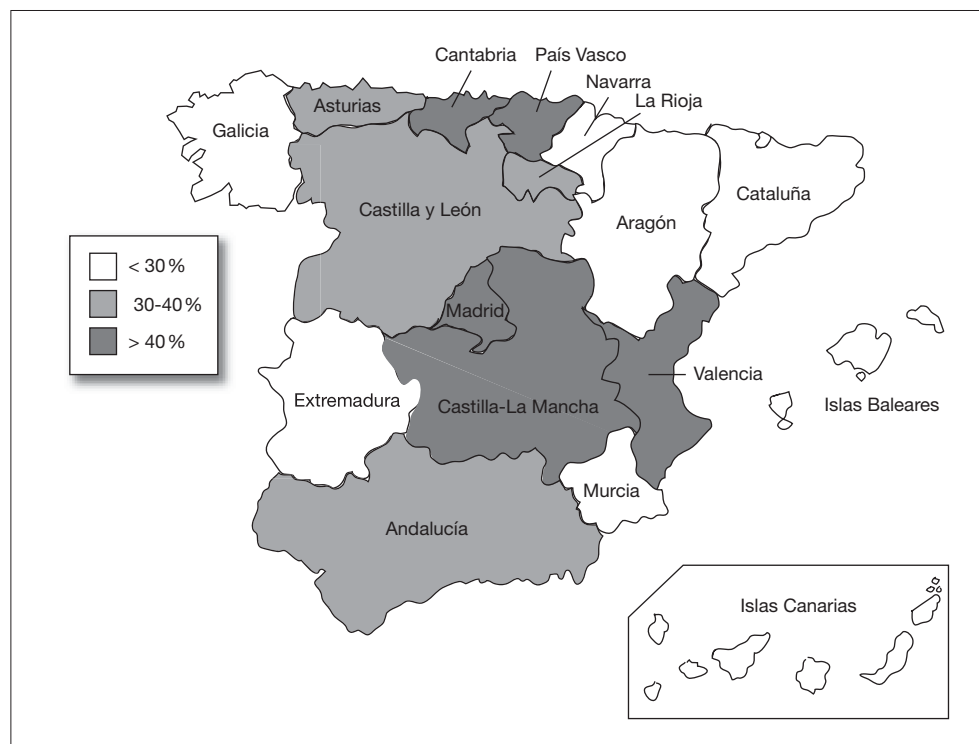 Cantabria
País Vasco
Navarra
La Rioja
Asturias
Galicia
Castilla y León
Cataluña
Aragón
< 30 %
30-40 %
> 40 %
Madrid
Valencia
Extremadura
Castilla-La Mancha
Islas Baleares
Murcia
Andalucía
Islas Canarias